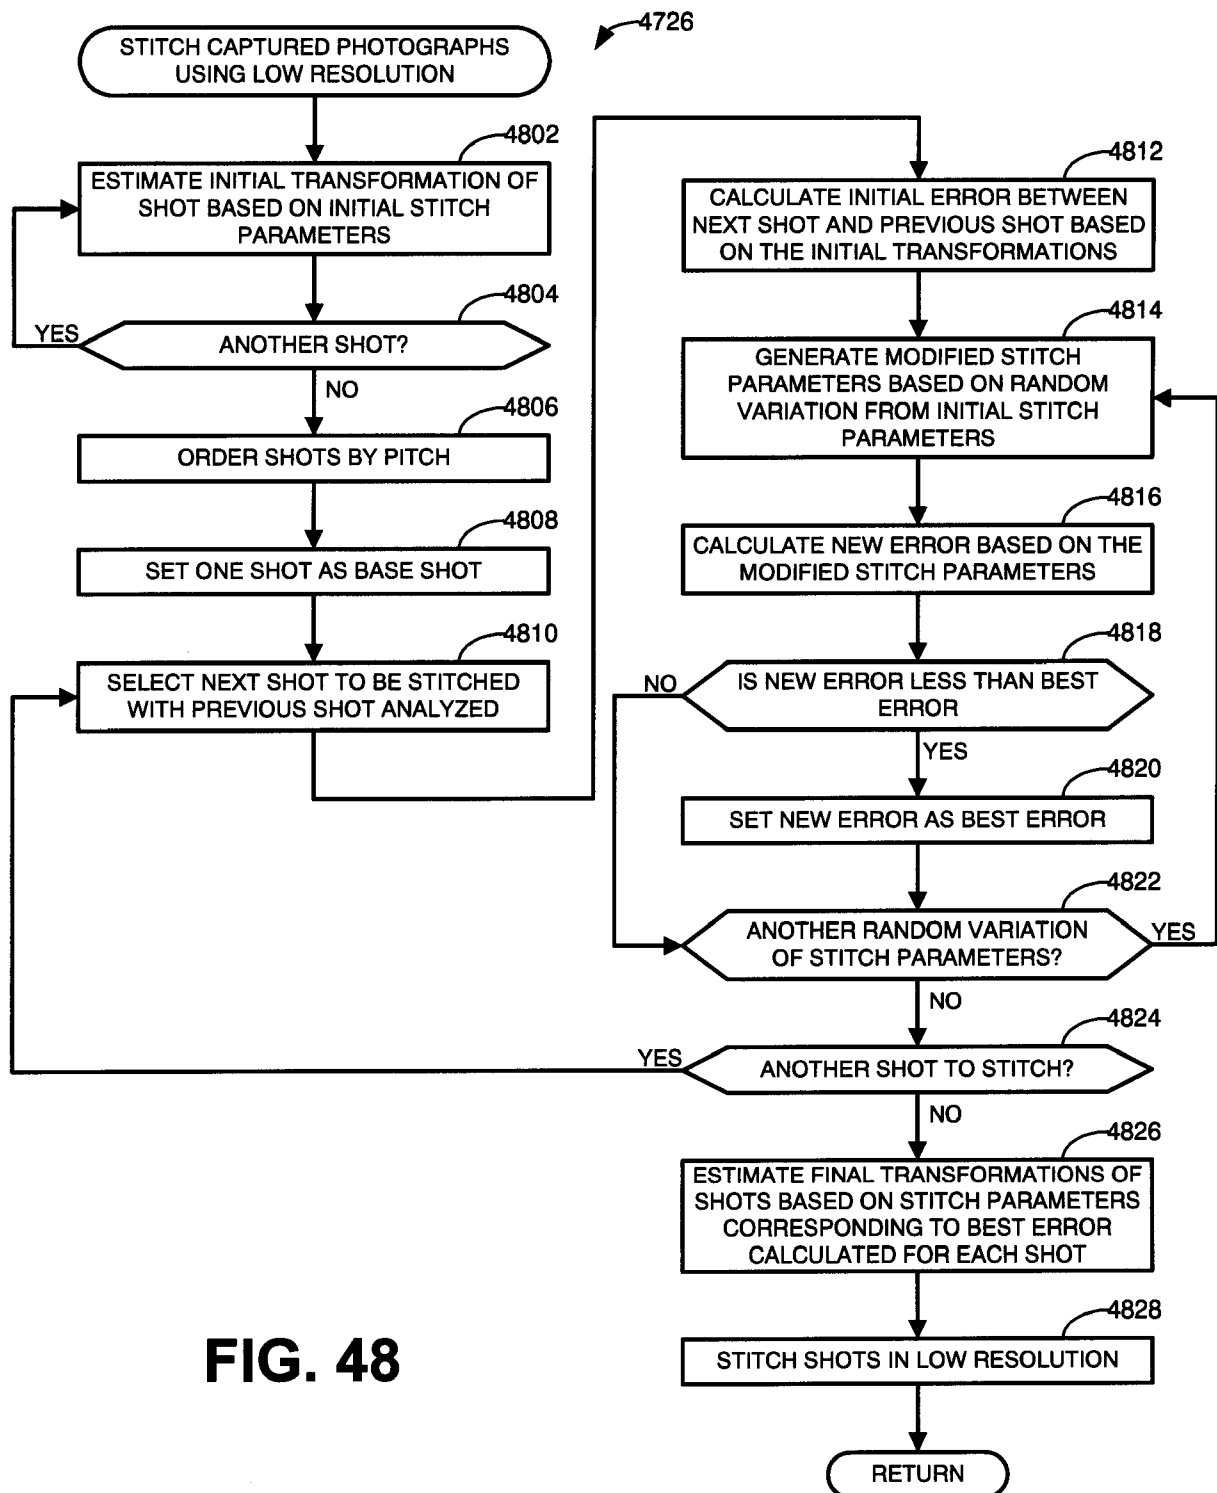 4726
STITCH CAPTURED PHOTOGRAPHS
USING LOW RESOLUTION
4802
ESTIMATE INITIAL TRANSFORMATION OF
SHOT BASED ON INITIAL STITCH
PARAMETERS
4804
YES
ANOTHER SHOT?
NO
4806
ORDER SHOTS BY PITCH
4808
SET ONE SHOT AS BASE SHOT
4810
SELECT NEXT SHOT TO BE STITCHED
WITH PREVIOUS SHOT ANALYZED
4812
CALCULATE INITIAL ERROR BETWEEN
NEXT SHOT AND PREVIOUS SHOT BASED
ON THE INITIAL TRANSFORMATIONS
4814
GENERATE MODIFIED STITCH
PARAMETERS BASED ON RANDOM
VARIATION FROM INITIAL STITCH
PARAMETERS
4816
CALCULATE NEW ERROR BASED ON THE
MODIFIED STITCH PARAMETERS
4818
NO
IS NEW ERROR LESS THAN BEST
ERROR
YES
4820
SET NEW ERROR AS BEST ERROR
4822
ANOTHER RANDOM VARIATION
OF STITCH PARAMETERS?
YES
NO
4824
YES
ANOTHER SHOT TO STITCH?
NO
4826
ESTIMATE FINAL TRANSFORMATIONS OF
SHOTS BASED ON STITCH PARAMETERS
CORRESPONDING TO BEST ERROR
CALCULATED FOR EACH SHOT
4828
STITCH SHOTS IN LOW RESOLUTION
RETURN
FIG. 48